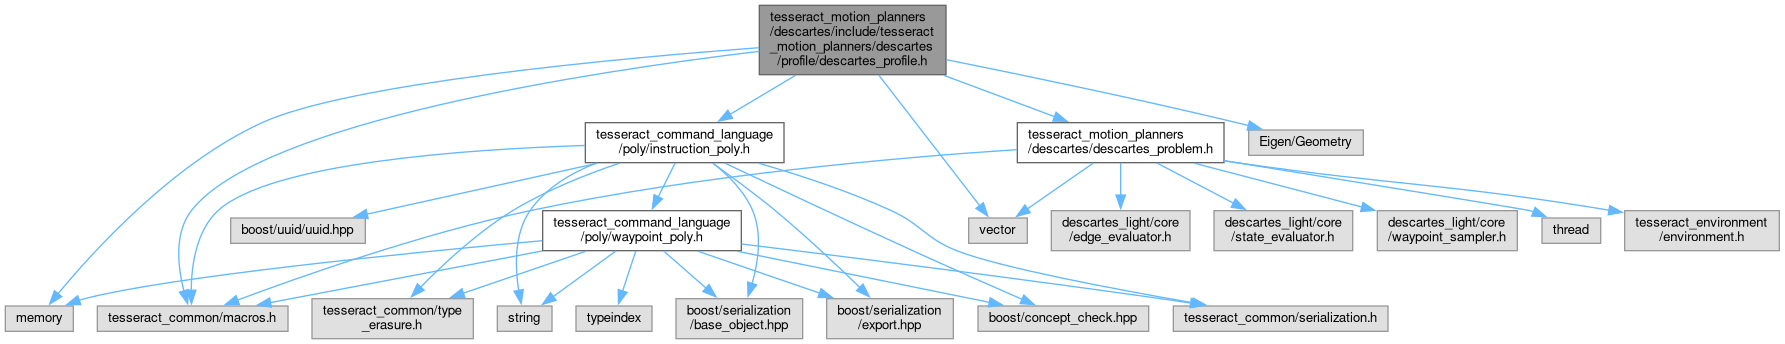 tesseract_motion_planners
/descartes/include/tesseract
_motion_planners/descartes
/profile/descartes_profile.h
tesseract_command_language
/poly/instruction_poly.h
tesseract_motion_planners
/descartes/descartes_problem.h
Eigen/Geometry
boost/uuid/uuid.hpp
tesseract_command_language
/poly/waypoint_poly.h
vector
descartes_light/core
/edge_evaluator.h
descartes_light/core
/state_evaluator.h
descartes_light/core
/waypoint_sampler.h
thread
tesseract_environment
/environment.h
memory
tesseract_common/macros.h
tesseract_common/type
_erasure.h
string
typeindex
boost/serialization
/base_object.hpp
boost/serialization
/export.hpp
boost/concept_check.hpp
tesseract_common/serialization.h